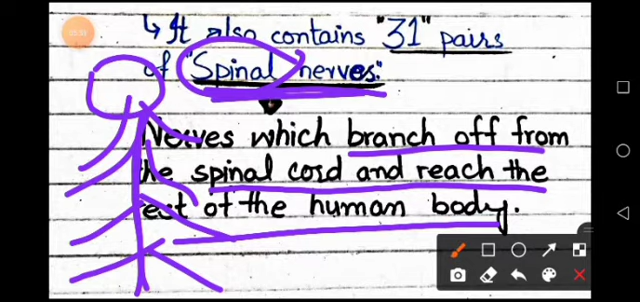 ↳ It also contains "31" pairs
of "Spinal nerves."
Nerves which branch off from
the spinal cord and reach the
rest of the human body.